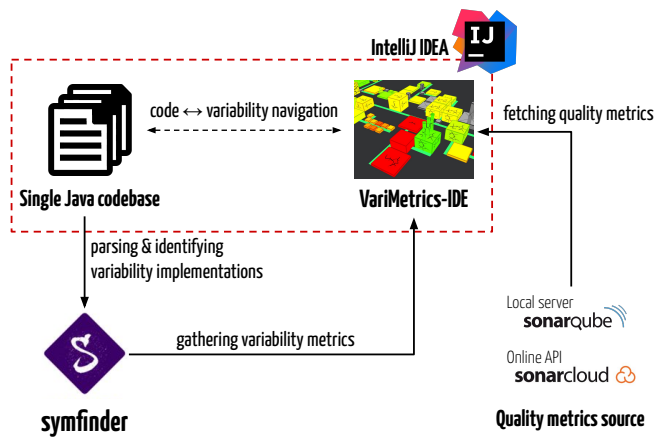 IntelliJ IDEA
IJ
code ↔ variability navigation
fetching quality metrics
Single Java codebase
VariMetrics-IDE
parsing & identifying
variability implementations
Local server
sonarqube
gathering variability metrics
S
Online API
sonarcloud
symfinder
Quality metrics source